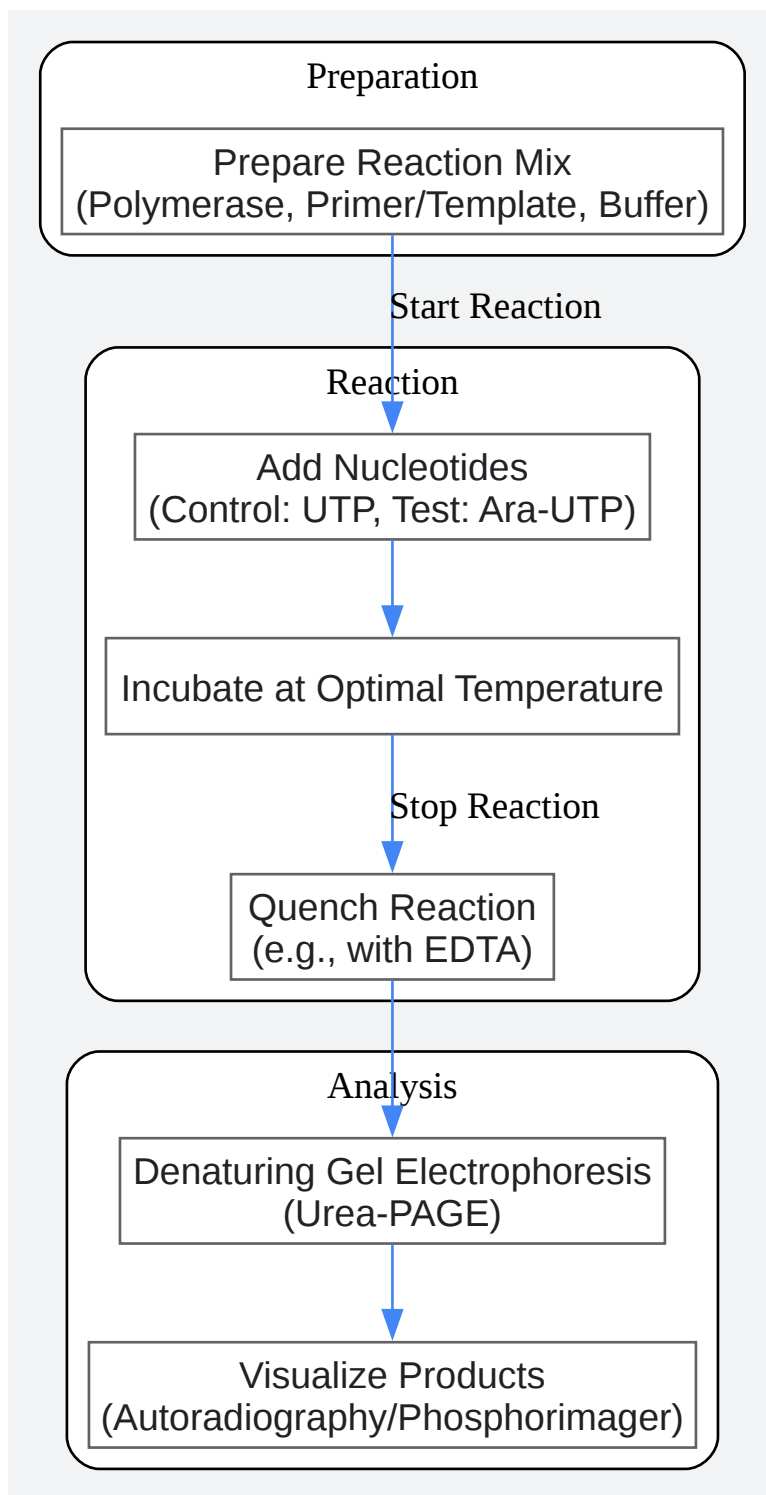 Preparation
Prepare Reaction Mix
(Polymerase, Primer/Template, Buffer)
Start Reaction
Reaction
Add Nucleotides
(Control: UTP, Test: Ara-UTP)
Incubate at Optimal Temperature
Stop Reaction
Quench Reaction
(e.g., with EDTA)
Analysis
Denaturing Gel Electrophoresis
(Urea-PAGE)
Visualize Products
(Autoradiography/Phosphorimager)